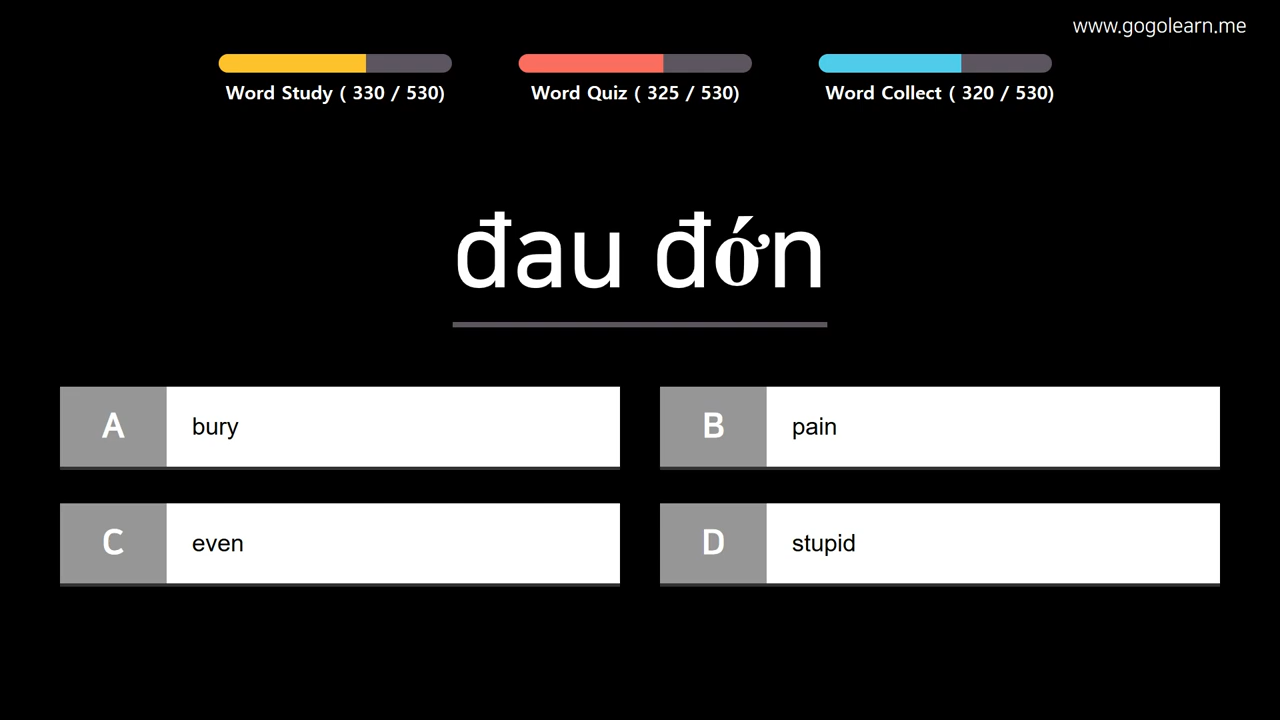 www.gogolearn.me
Word Study ( 330 / 530)
Word Quiz ( 325 / 530)
Word Collect ( 320 / 530)
đau đớn
A bury
B pain
C even
D stupid